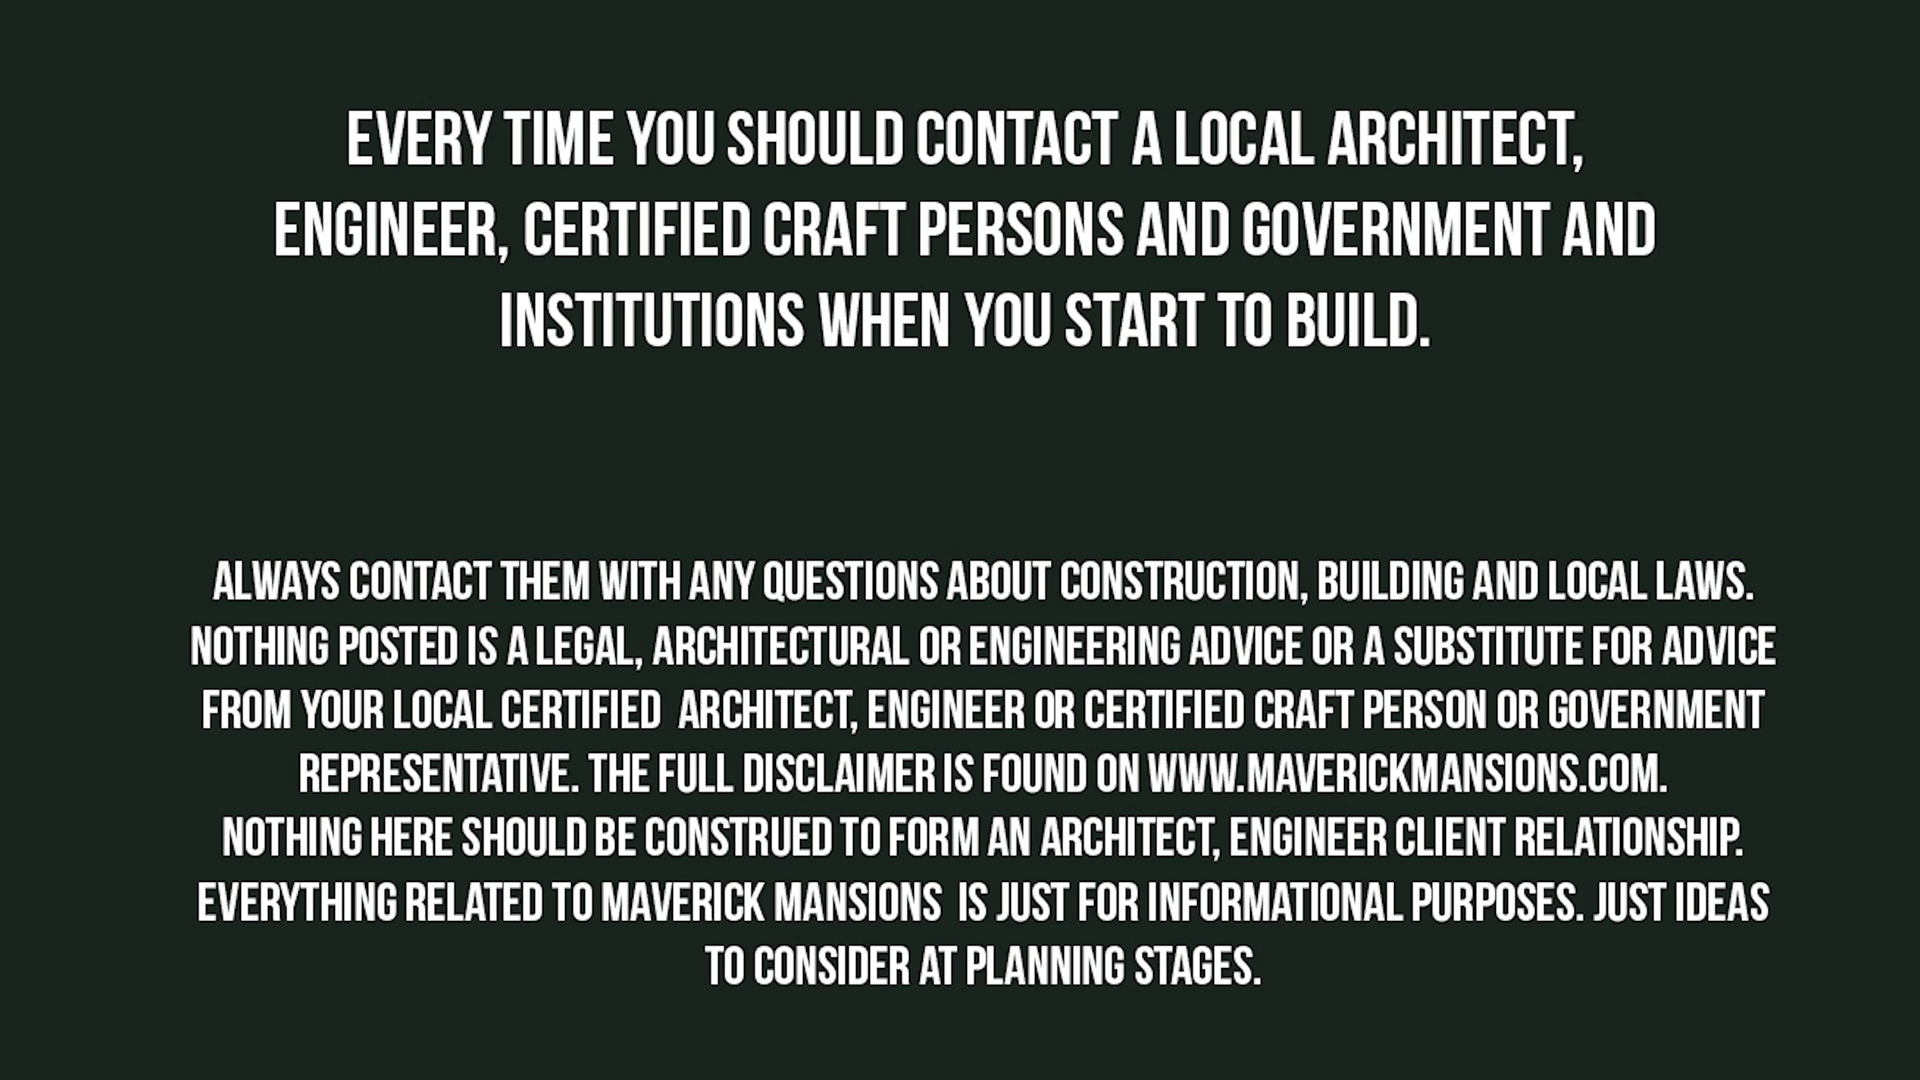 EVERY TIME YOU SHOULD CONTACT A LOCAL ARCHITECT,
ENGINEER, CERTIFIED CRAFT PERSONS AND GOVERNMENT AND
INSTITUTIONS WHEN YOU START TO BUILD.
ALWAYS CONTACT THEM WITH ANY QUESTIONS ABOUT CONSTRUCTION, BUILDING AND LOCAL LAWS.
NOTHING POSTED IS A LEGAL, ARCHITECTURAL OR ENGINEERING ADVICE OR A SUBSTITUTE FOR ADVICE
FROM YOUR LOCAL CERTIFIED ARCHITECT, ENGINEER OR CERTIFIED CRAFT PERSON OR GOVERNMENT
REPRESENTATIVE. THE FULL DISCLAIMER IS FOUND ON WWW.MAVERICKMANSIONS.COM.
NOTHING HERE SHOULD BE CONSTRUED TO FORM AN ARCHITECT, ENGINEER CLIENT RELATIONSHIP.
EVERYTHING RELATED TO MAVERICK MANSIONS IS JUST FOR INFORMATIONAL PURPOSES. JUST IDEAS
TO CONSIDER AT PLANNING STAGES.